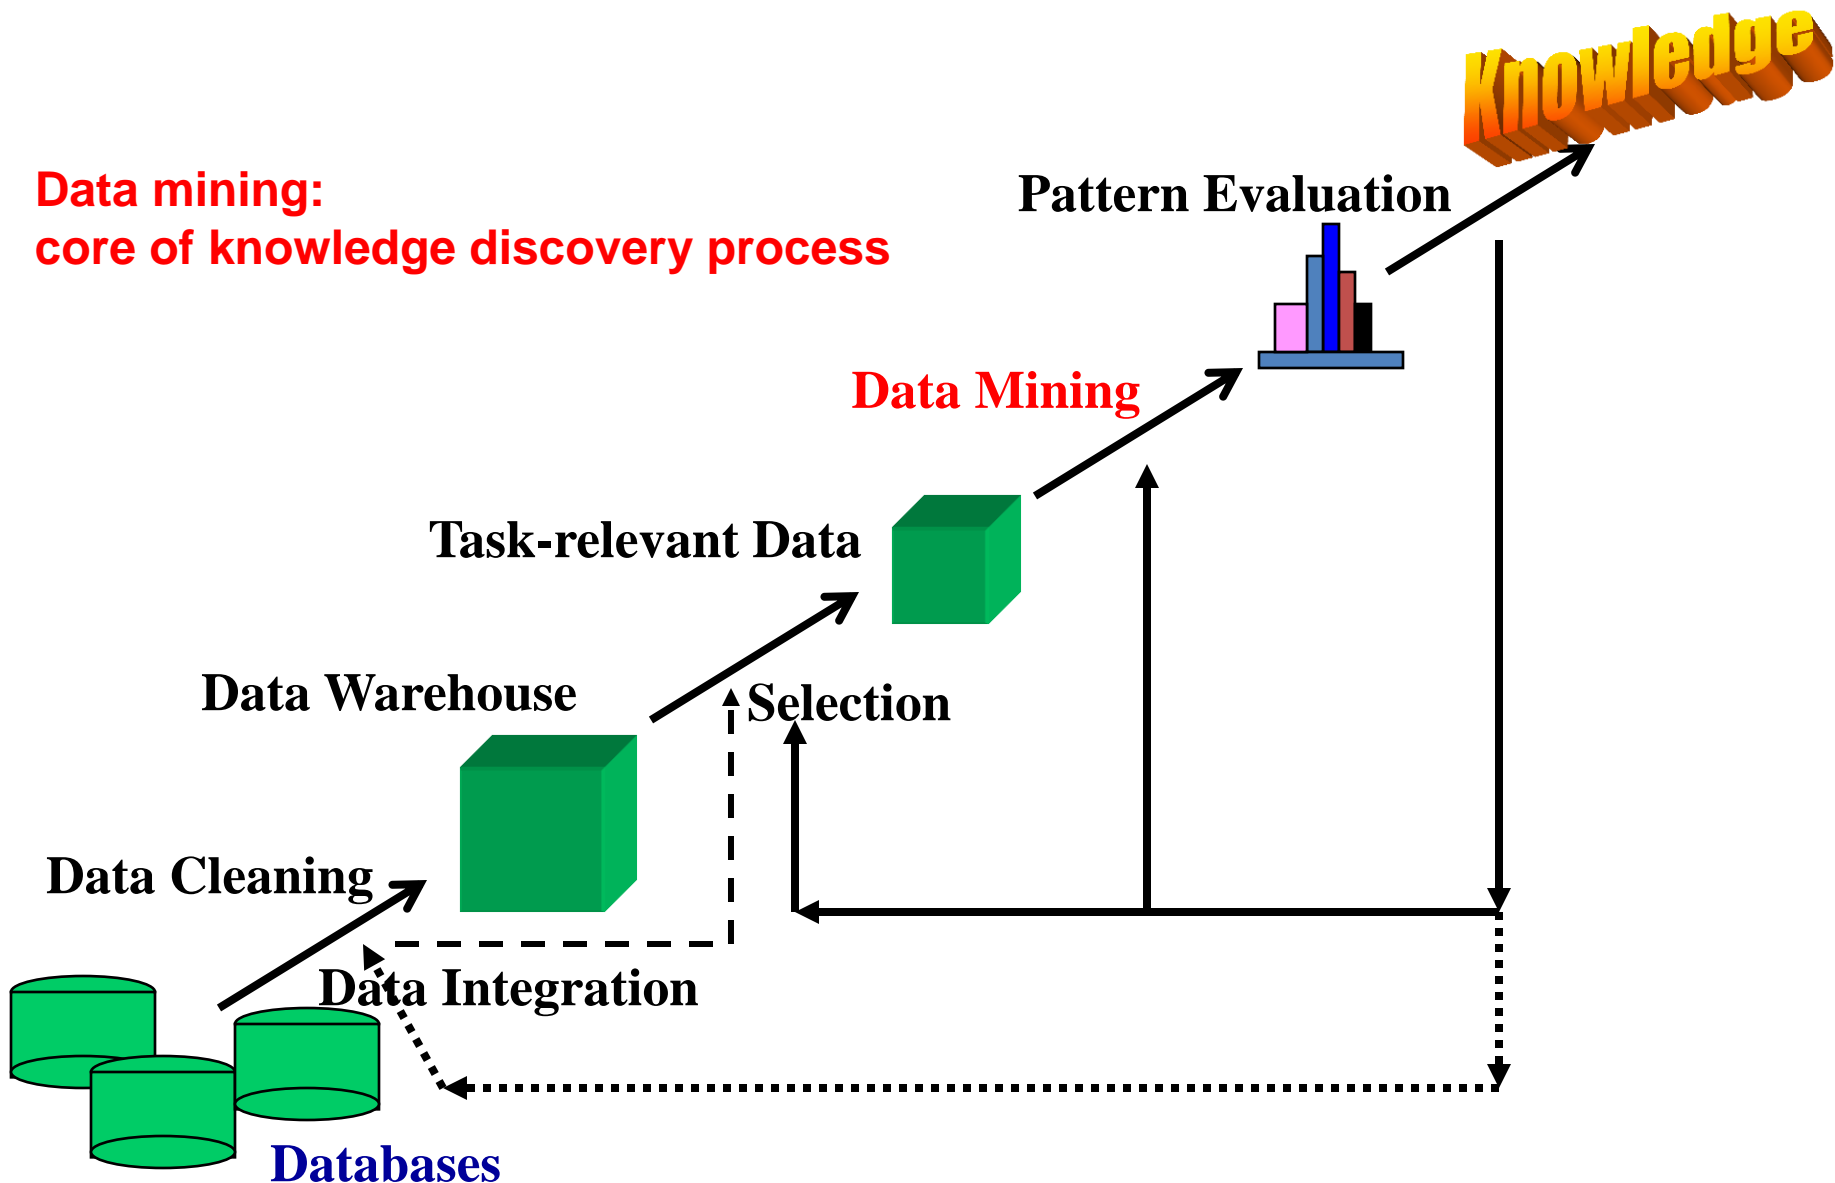 Knowledge
Data mining:
core of knowledge discovery process
Pattern Evaluation
Data Mining
Task-relevant Data
Data Warehouse
Selection
Data Cleaning
Data Integration
Databases